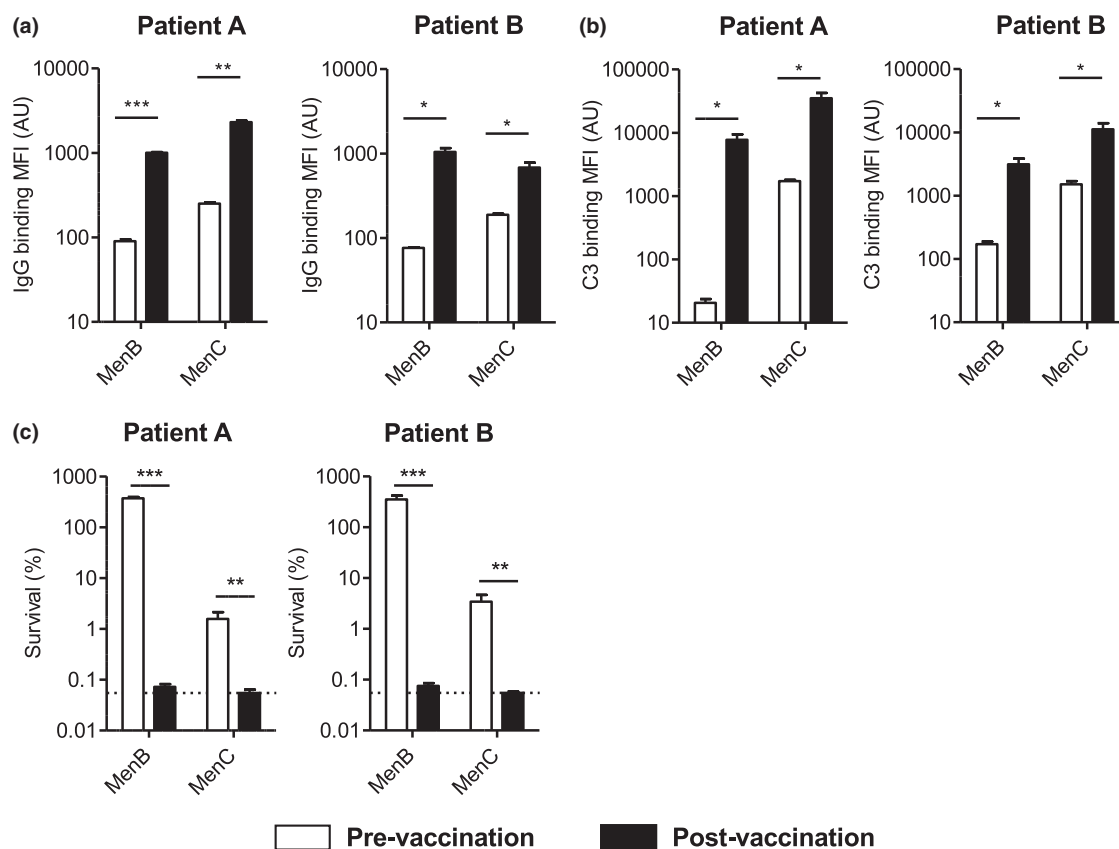 (a)
Patient A
Patient B
IgG binding MFI (AU)
10000
1000
100
10
***
**
MenB
MenC
IgG binding MFI (AU)
10000
1000
100
10
*
*
MenB
MenC
(b)
Patient A
Patient B
C3 binding MFI (AU)
100000
10000
1000
100
10
*
*
MenB
MenC
C3 binding MFI (AU)
100000
10000
1000
100
10
*
*
MenB
MenC
(c)
Patient A
Patient B
Survival (%)
1000
100
10
1
0.1
0.01
***
**
MenB
MenC
Survival (%)
1000
100
10
1
0.1
0.01
***
**
MenB
MenC
Pre-vaccination
Post-vaccination